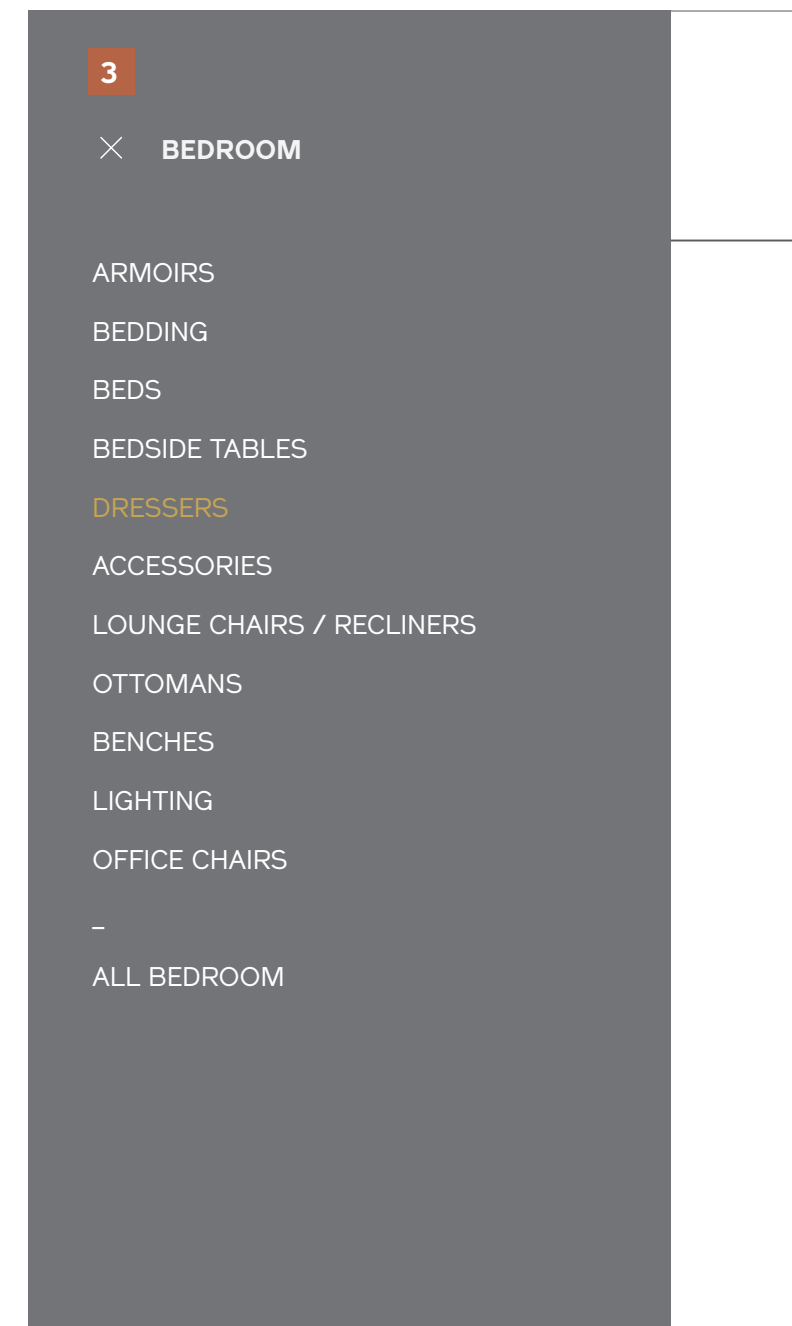 3
BEDROOM
ARMOIRS
BEDDING
BEDS
BEDSIDE TABLES
DRESSERS
ACCESSORIES
LOUNGE CHAIRS / RECLINERS
OTTOMANS
BENCHES
LIGHTING
OFFICE CHAIRS
–
ALL BEDROOM